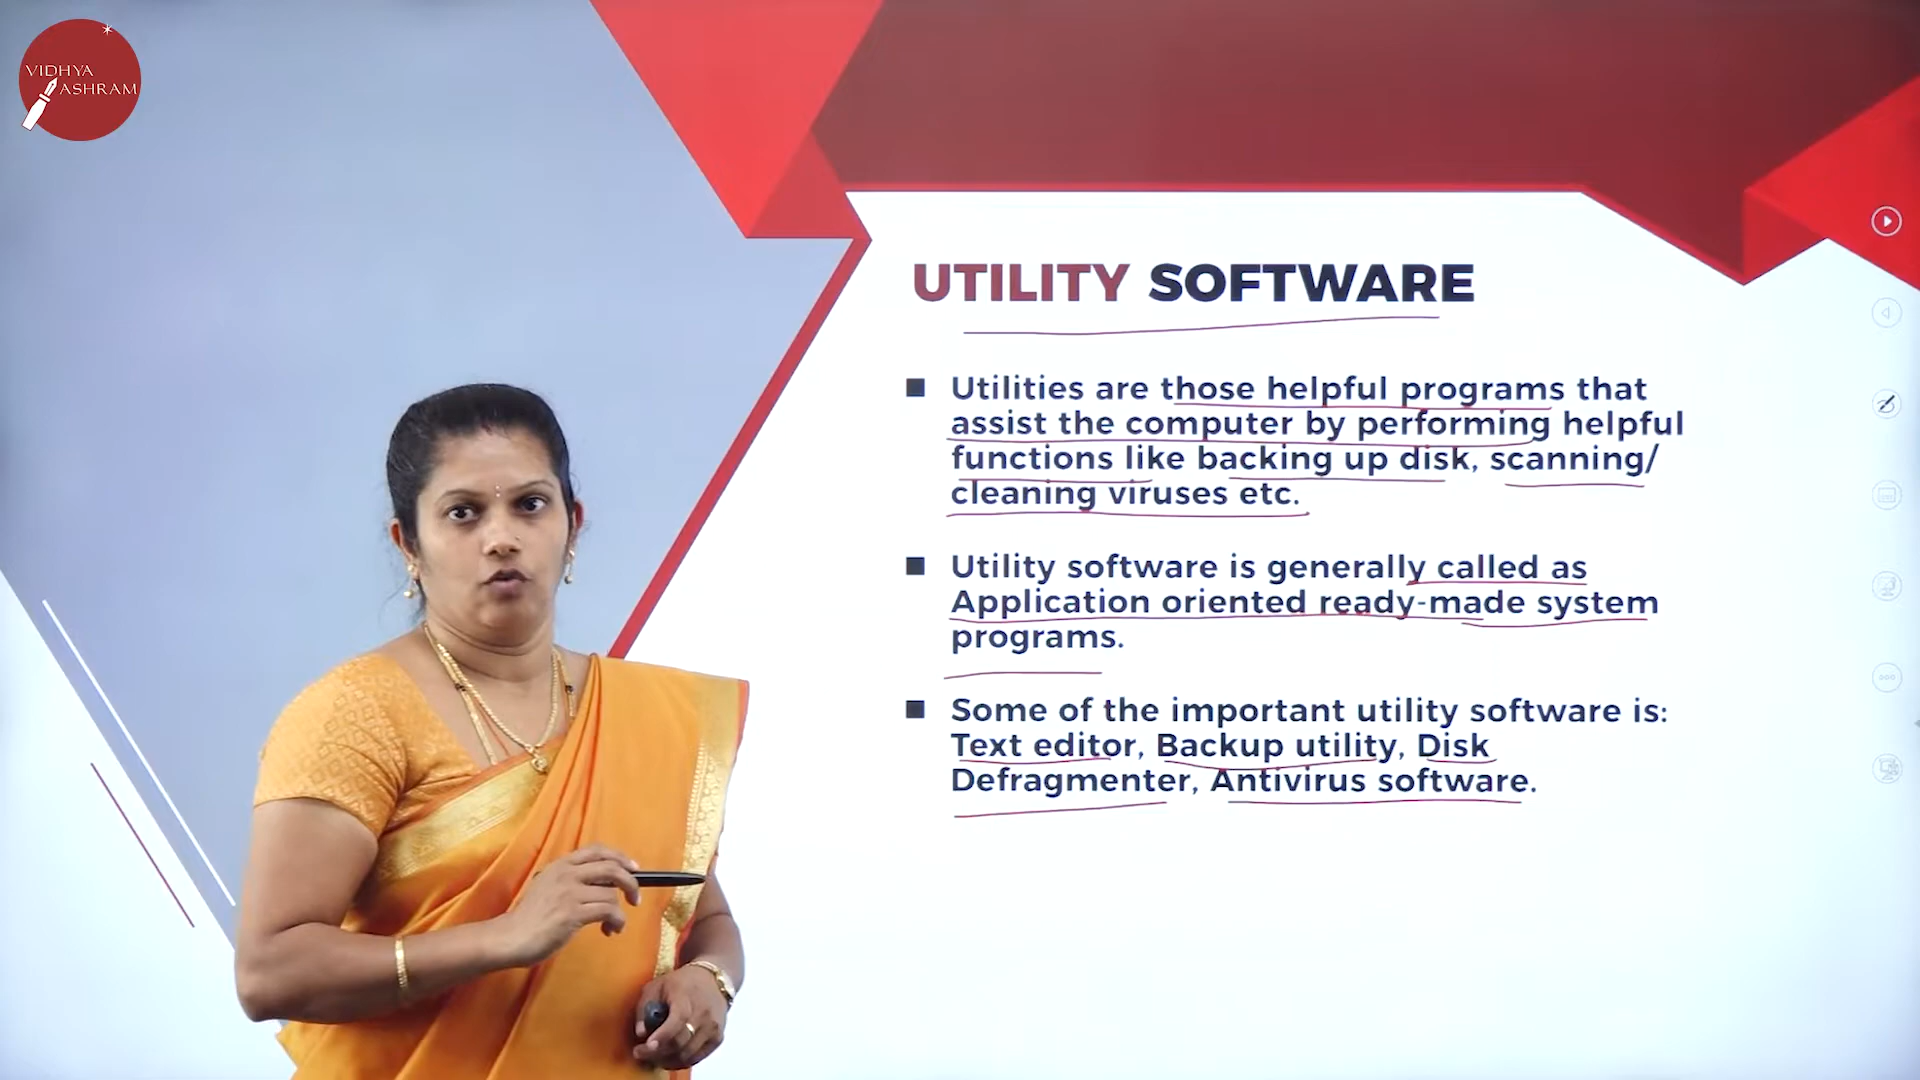 VIDHYA
ASHRAM
UTILITY SOFTWARE
■ Utilities are those helpful programs that
assist the computer by performing helpful
functions like backing up disk, scanning/
cleaning viruses etc.
■ Utility software is generally called as
Application oriented ready-made system
programs.
■ Some of the important utility software is:
Text editor, Backup utility, Disk
Defragmenter, Antivirus software.